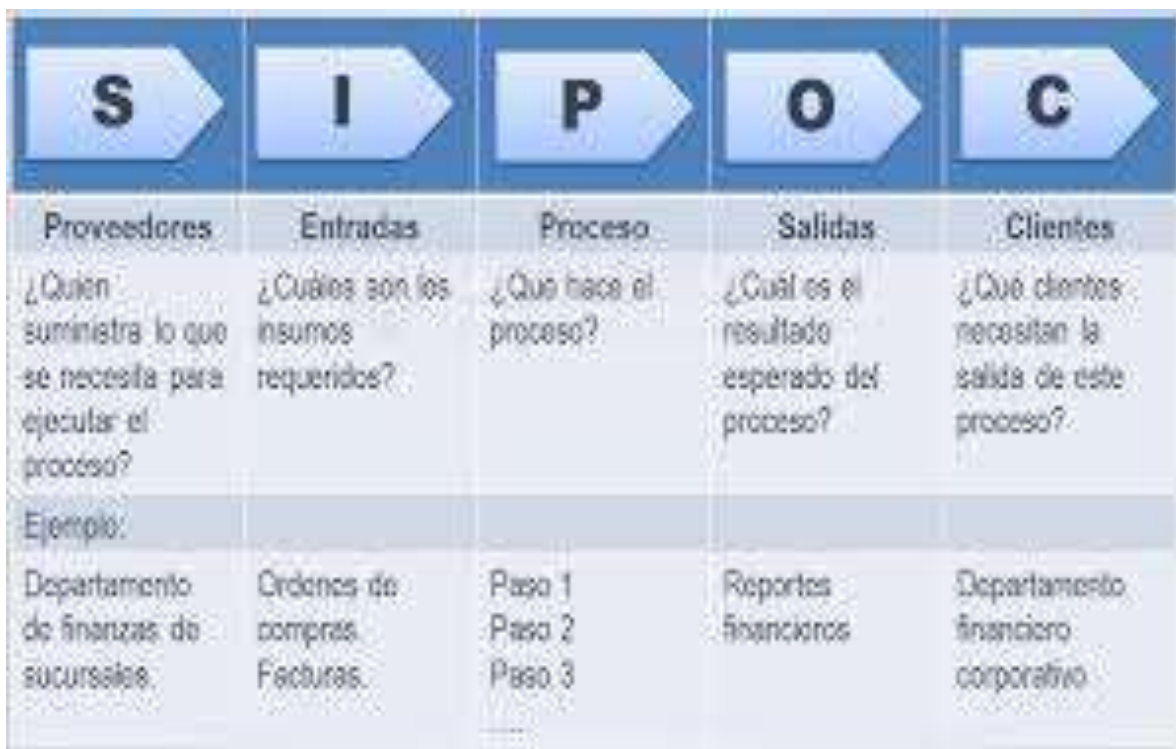 S
I
P
O
C
Proveedores
Entradas
Proceso
Salidas
Clientes
¿Quien
suministra lo que
se necesita para
ejecutar el
proceso?
¿Cuáles son los
insumos
requeridos?
¿Que hace el
proceso?
¿Cuál es el
resultado
esperado del
proceso?
¿Que clientes
necesitan la
salida de este
proceso?
Ejemplo:
Departamento
de finanzas de
sucursales.
Ordenes de
compras.
Facturas.
Paso 1
Paso 2
Paso 3
.....
Reportes
financieros
Departamento
financiero
corporativo